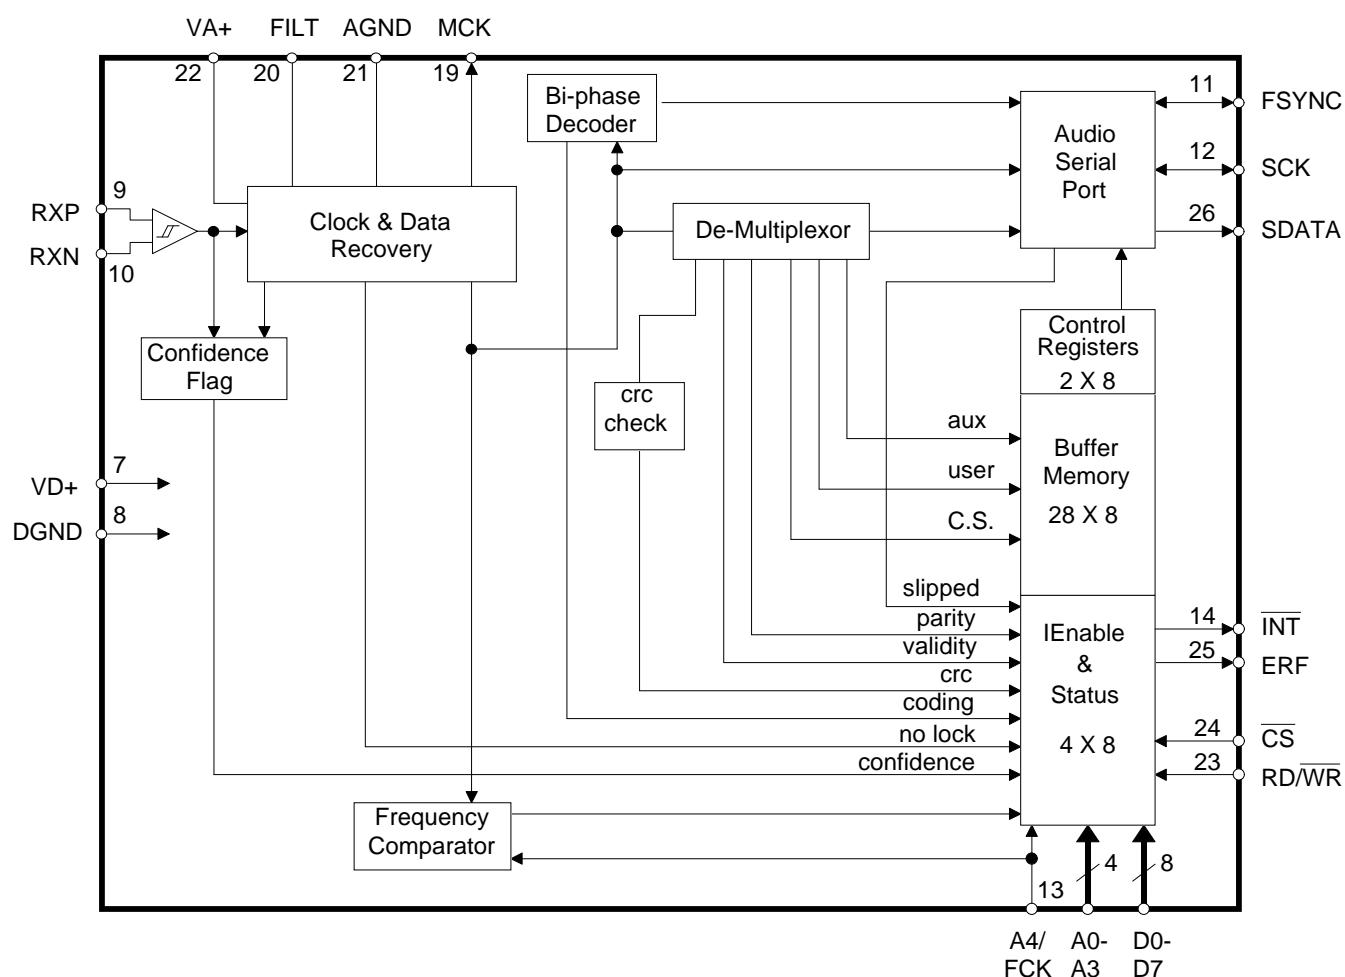 VA+ FILT AGND MCK
22 20 21 19
Bi-phase
Decoder
Audio
Serial
Port
11 FSYNC
12 SCK
26 SDATA
RXP 9
RXN 10
Clock & Data
Recovery
De-Multiplexor
Confidence
Flag
Control
Registers
2 X 8
crc
check
Buffer
Memory
28 X 8
aux
user
C.S.
VD+ 7
DGND 8
slipped
parity
validity
crc
coding
no lock
confidence
IEnable
&
Status
4 X 8
14 I̅N̅T̅
25 ERF
24 C̅S̅
23 RD/W̅R̅
Frequency
Comparator
13 4 8
A4/ A0- D0-
FCK A3 D7